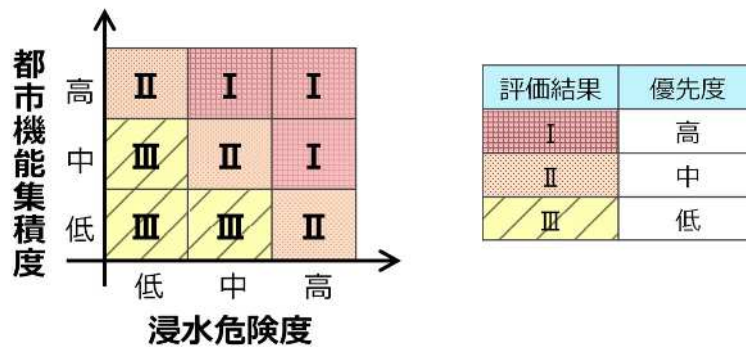 都市機能集積度
高 Ⅱ Ⅰ Ⅰ
中 Ⅲ Ⅱ Ⅰ
低 Ⅲ Ⅲ Ⅱ
低 中 高
浸水危険度
評価結果 優先度
Ⅰ 高
Ⅱ 中
Ⅲ 低